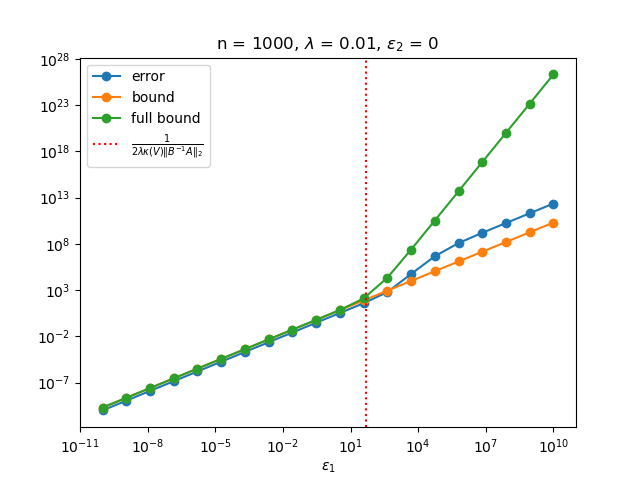 n = 1000, λ = 0.01, ε₂ = 0
10²⁸
10²³
10¹⁸
10¹³
10⁸
10³
10⁻²
10⁻⁷
error
bound
full bound
1
2λκ(V)‖B⁻¹A‖₂
10⁻¹¹ 10⁻⁸ 10⁻⁵ 10⁻² 10¹ 10⁴ 10⁷ 10¹⁰
ε₁